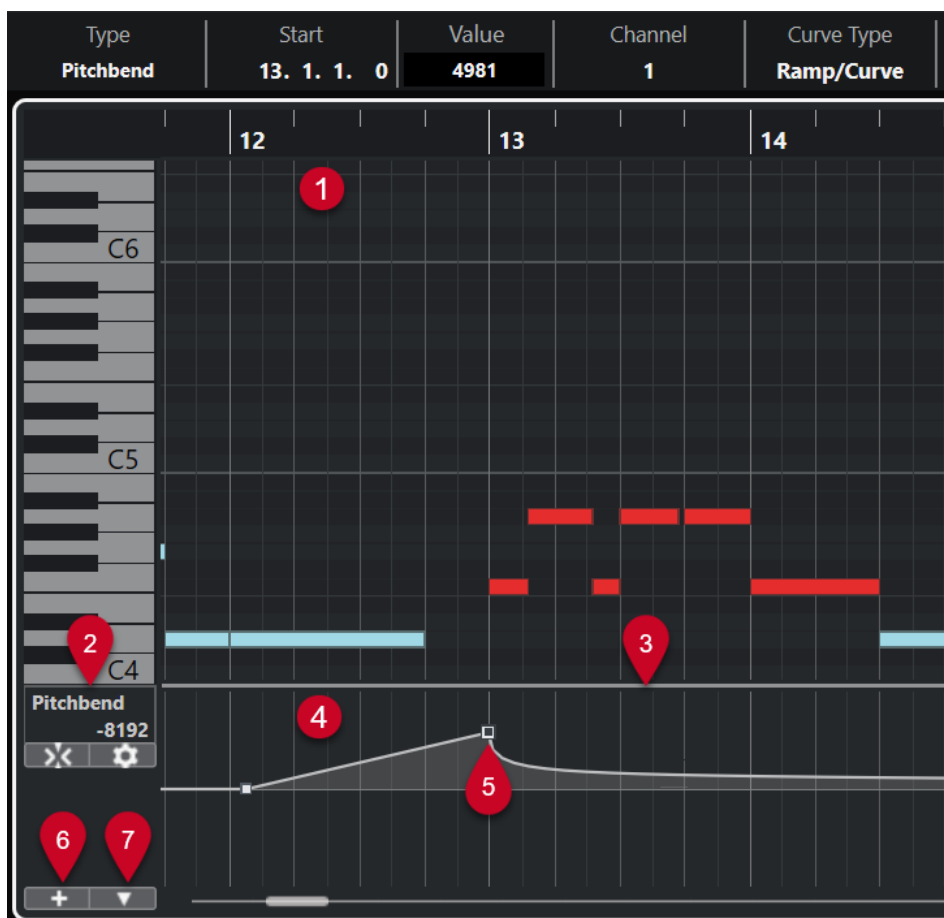 Type Start Value Channel Curve Type
Pitchbend 13. 1. 1. 0 4981 1 Ramp/Curve
12 13 14
1
C6
C5
2 3
C4
Pitchbend
-8192
4
5
6 7